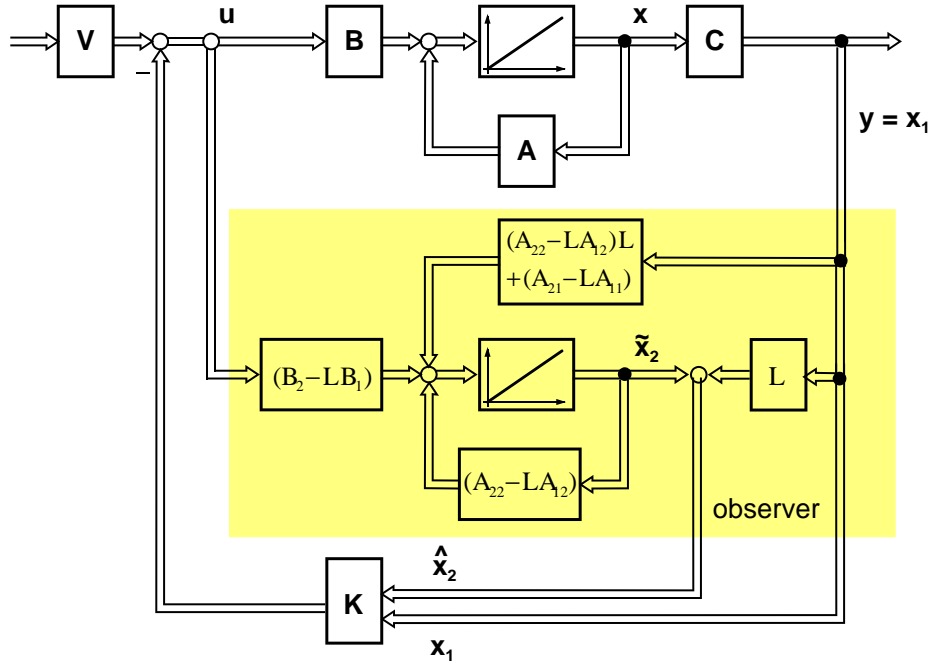 u
x
V
B
C
–
A
y = x₁
(A₂₂–LA₁₂)L
+(A₂₁–LA₁₁)
x̃₂
(B₂–LB₁)
L
(A₂₂–LA₁₂)
observer
x̂₂
K
x₁